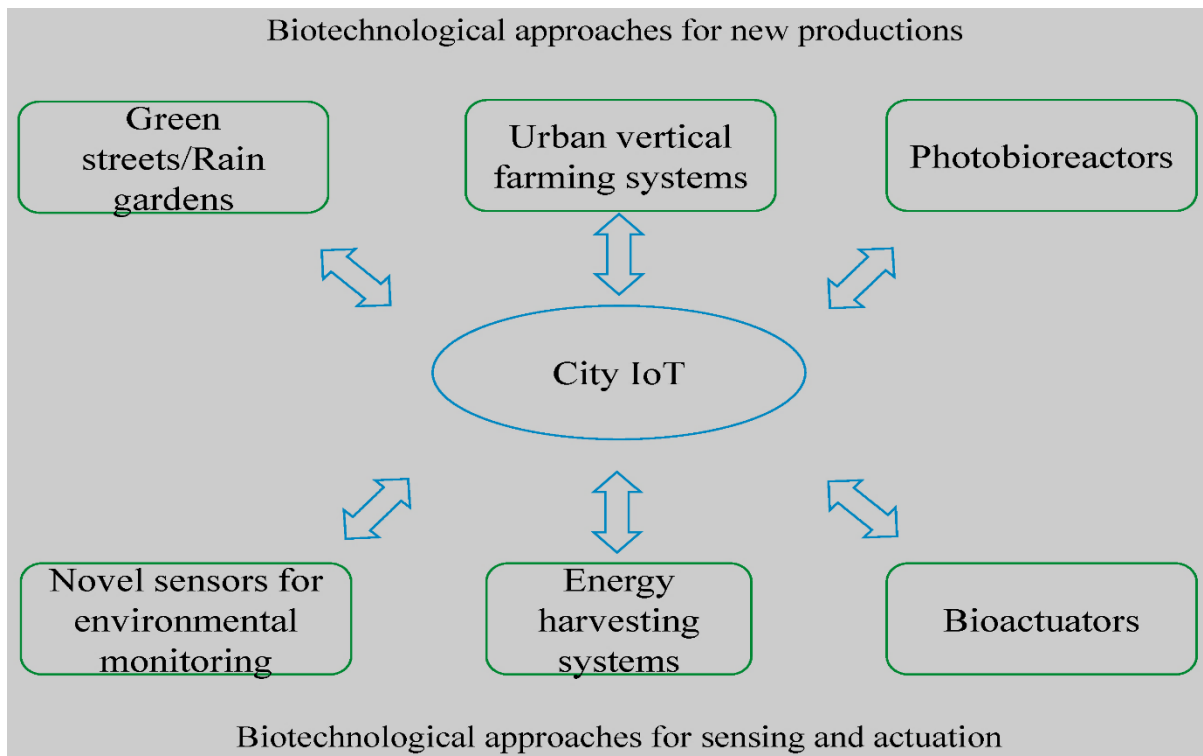 Biotechnological approaches for new productions
Green
streets/Rain
gardens
Urban vertical
farming systems
Photobioreactors
City IoT
Novel sensors for
environmental
monitoring
Energy
harvesting
systems
Bioactuators
Biotechnological approaches for sensing and actuation